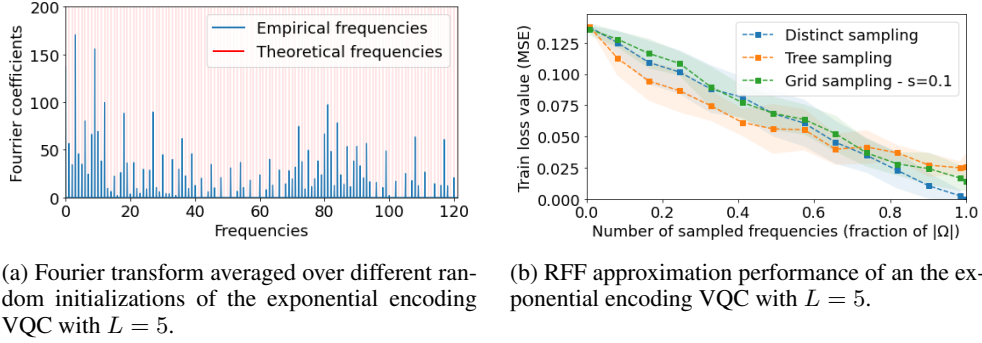 200
150
100
50
0
Fourrier coefficients
Empirical frequencies
Theoretical frequencies
0 20 40 60 80 100 120
Frequencies
0.125
0.100
0.075
0.050
0.025
0.000
Train loss value (MSE)
Distinct sampling
Tree sampling
Grid sampling - s=0.1
0.0 0.2 0.4 0.6 0.8 1.0
Number of sampled frequencies (fraction of |Ω|)
(a) Fourier transform averaged over different ran-
dom initializations of the exponential encoding
VQC with L = 5.
(b) RFF approximation performance of an the ex-
ponential encoding VQC with L = 5.